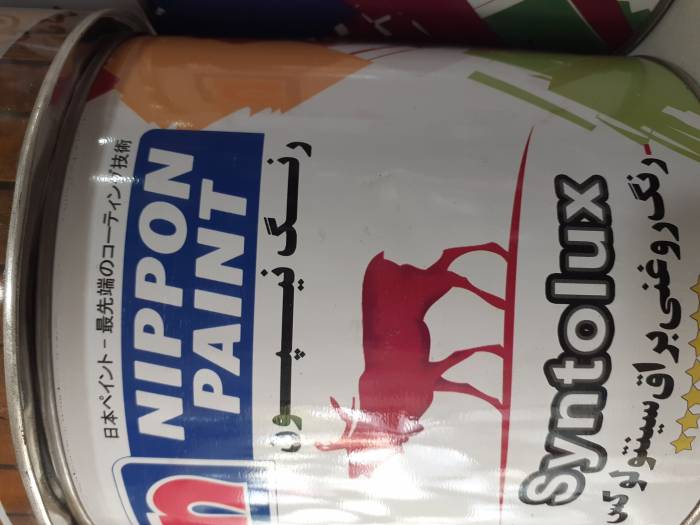 日本ペイント - 最先端のコーティング技術
n
NIPPON
PAINT
رنگ نیپون
Syntolux
رنگ روغنی براق سینتولوکس